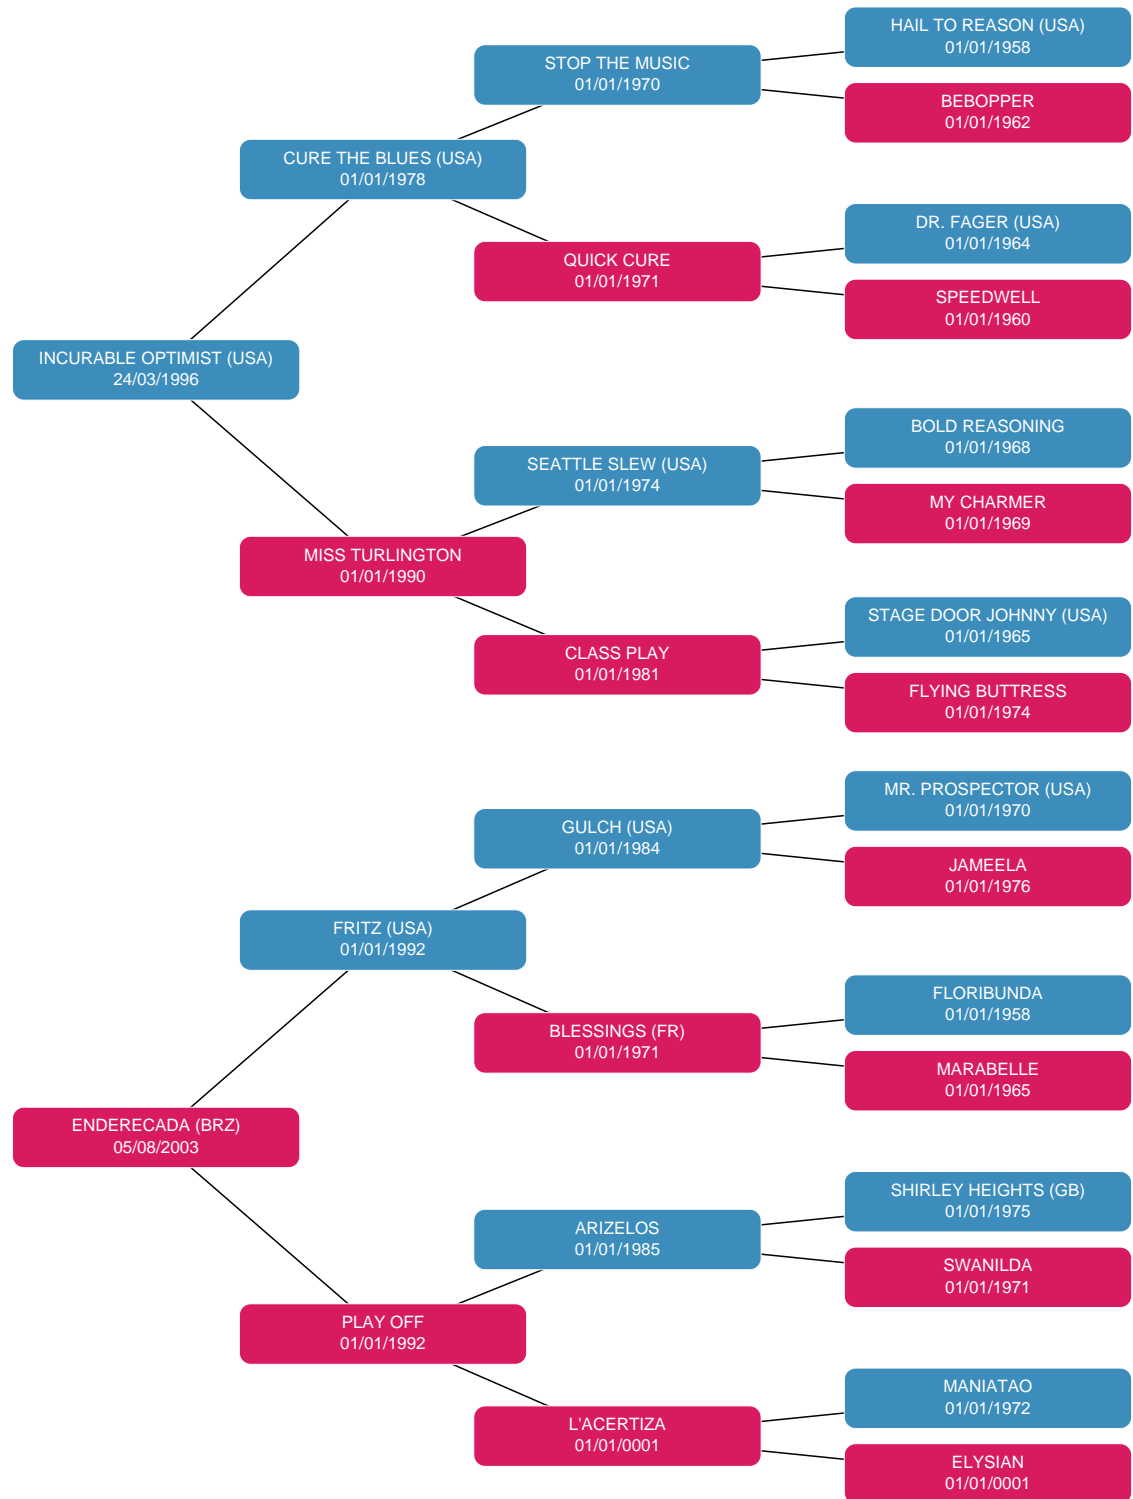 HAIL TO REASON (USA)
01/01/1958
STOP THE MUSIC
01/01/1970
BEBOPPER
01/01/1962
CURE THE BLUES (USA)
01/01/1978
DR. FAGER (USA)
01/01/1964
QUICK CURE
01/01/1971
SPEEDWELL
01/01/1960
INCURABLE OPTIMIST (USA)
24/03/1996
BOLD REASONING
01/01/1968
SEATTLE SLEW (USA)
01/01/1974
MY CHARMER
01/01/1969
MISS TURLINGTON
01/01/1990
STAGE DOOR JOHNNY (USA)
01/01/1965
CLASS PLAY
01/01/1981
FLYING BUTTRESS
01/01/1974
MR. PROSPECTOR (USA)
01/01/1970
GULCH (USA)
01/01/1984
JAMEELA
01/01/1976
FRITZ (USA)
01/01/1992
FLORIBUNDA
01/01/1958
BLESSINGS (FR)
01/01/1971
MARABELLE
01/01/1965
ENDERECADA (BRZ)
05/08/2003
SHIRLEY HEIGHTS (GB)
01/01/1975
ARIZELOS
01/01/1985
SWANILDA
01/01/1971
PLAY OFF
01/01/1992
MANIATAO
01/01/1972
L'ACERTIZA
01/01/0001
ELYSIAN
01/01/0001